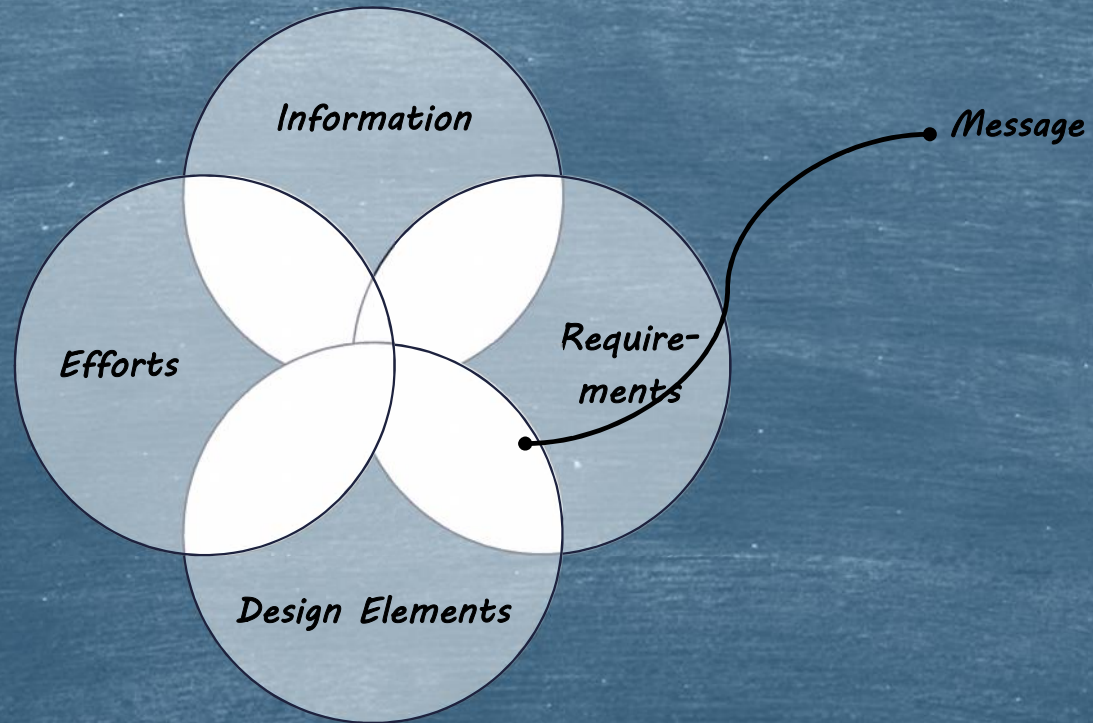 Information
Message
Efforts
Require-
ments
Design Elements